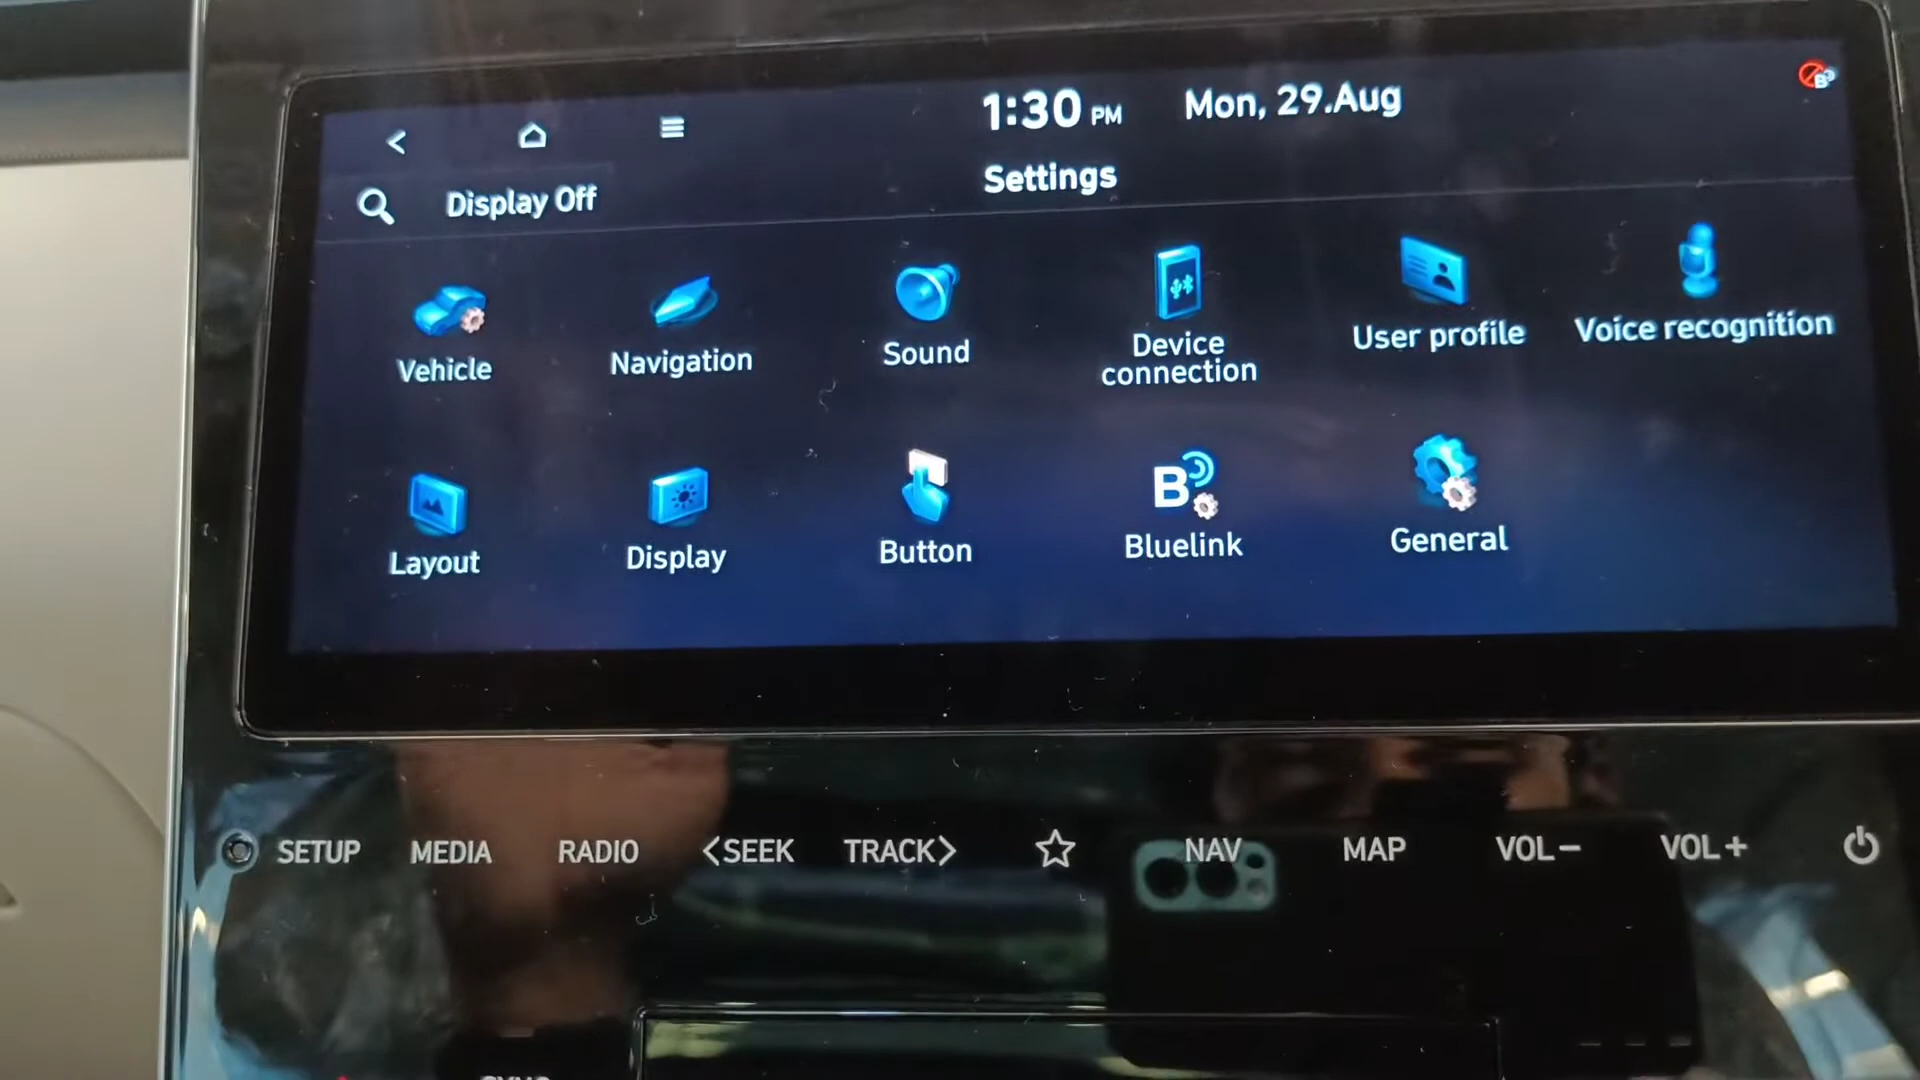 1:30 PM Mon, 29.Aug
Display Off
Settings
Vehicle
Navigation
Sound
Device
connection
User profile
Voice recognition
Layout
Display
Button
B
Bluelink
General
SETUP MEDIA RADIO <SEEK TRACK> NAV MAP VOL- VOL+